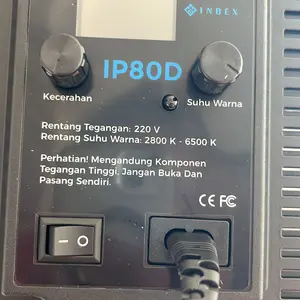 INBEX
IP80D
Kecerahan
Suhu Warna
Rentang Tegangan: 220 V
Rentang Suhu Warna: 2800 K - 6500 K
Perhatian! Mengandung Komponen
Tegangan Tinggi, Jangan Buka Dan
Pasang Sendiri.
CE FC